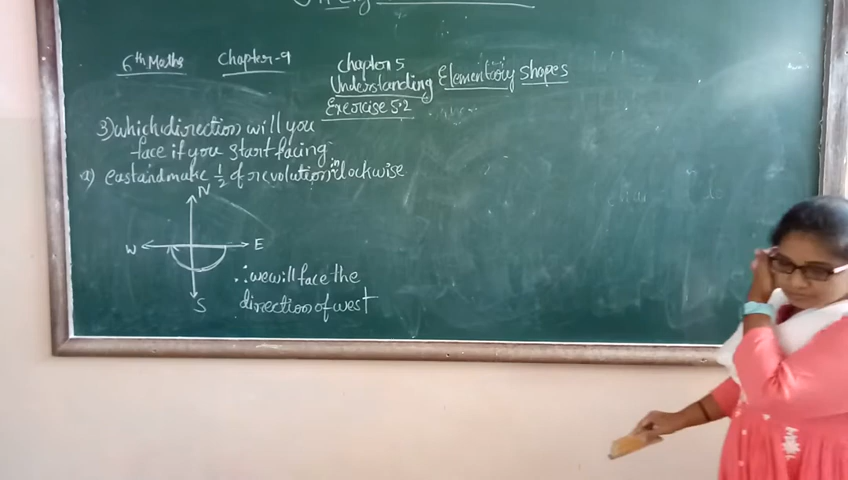 6th Maths Chapter-9
Chapter 5
Understanding Elementary Shapes
Exercise 5.2
3) which direction will you
face if you start facing
a) east and make 1/2 of revolution in clockwise
N
W E
S
∴ we will face the
direction of west